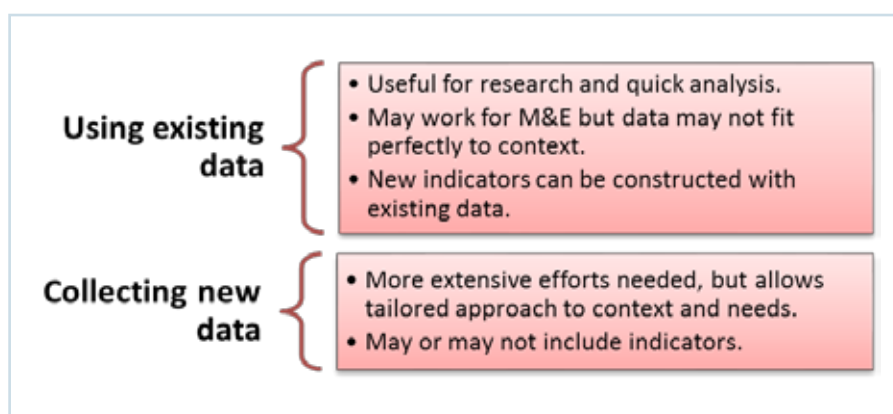 Using existing
data
• Useful for research and quick analysis.
• May work for M&E but data may not fit
perfectly to context.
• New indicators can be constructed with
existing data.
Collecting new
data
• More extensive efforts needed, but allows
tailored approach to context and needs.
• May or may not include indicators.